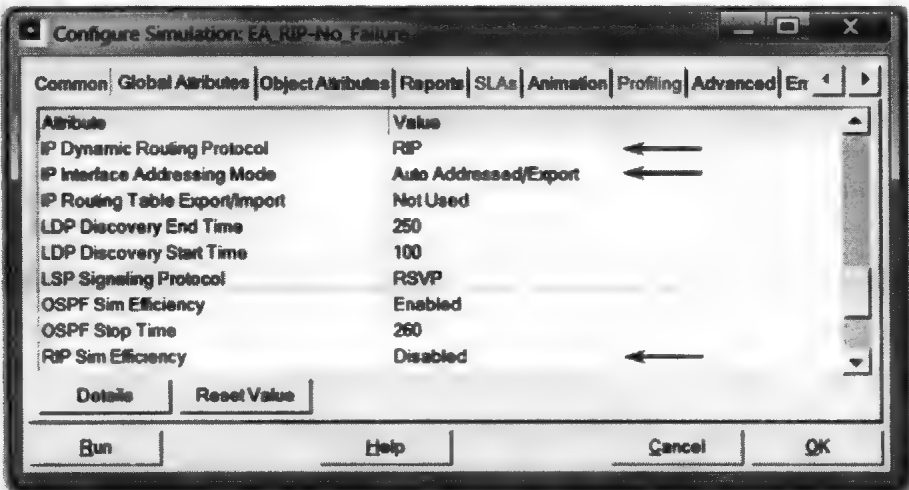 Configure Simulation: EA_RIP-No_Failure
Common Global Attributes Object Attributes Reports SLAs Animation Profiling Advanced Err
Attribute Value
IP Dynamic Routing Protocol RIP
IP Interface Addressing Mode Auto Addressed/Export
IP Routing Table Export/Import Not Used
LDP Discovery End Time 250
LDP Discovery Start Time 100
LSP Signaling Protocol RSVP
OSPF Sim Efficiency Enabled
OSPF Stop Time 260
RIP Sim Efficiency Disabled
Details Reset Value
Run Help Cancel OK